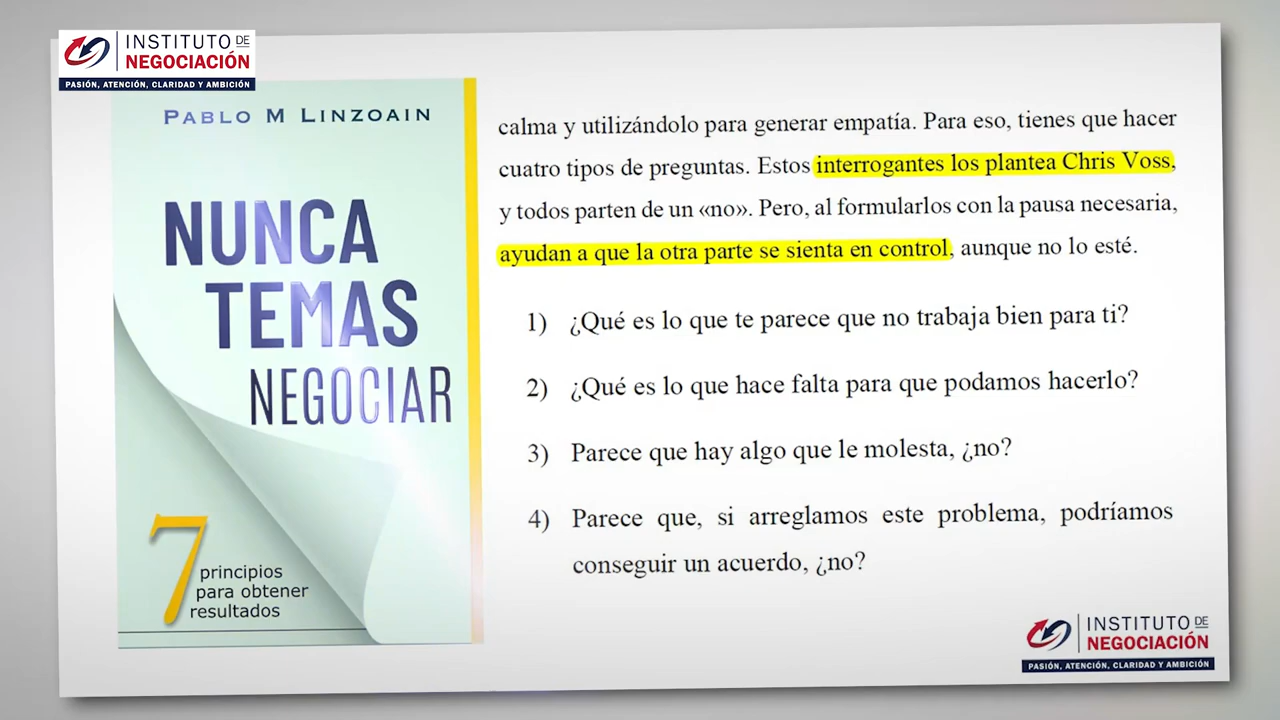 INSTITUTO DE
NEGOCIACIÓN
PASIÓN, ATENCIÓN, CLARIDAD Y AMBICIÓN
PABLO M LINZOAIN
NUNCA
TEMAS
NEGOCIAR
7
principios
para obtener
resultados
calma y utilizándolo para generar empatía. Para eso, tienes que hacer
cuatro tipos de preguntas. Estos interrogantes los plantea Chris Voss,
y todos parten de un «no». Pero, al formularlos con la pausa necesaria,
ayudan a que la otra parte se sienta en control, aunque no lo esté.
1) ¿Qué es lo que te parece que no trabaja bien para ti?
2) ¿Qué es lo que hace falta para que podamos hacerlo?
3) Parece que hay algo que le molesta, ¿no?
4) Parece que, si arreglamos este problema, podríamos
conseguir un acuerdo, ¿no?
INSTITUTO DE
NEGOCIACIÓN
PASIÓN, ATENCIÓN, CLARIDAD Y AMBICIÓN